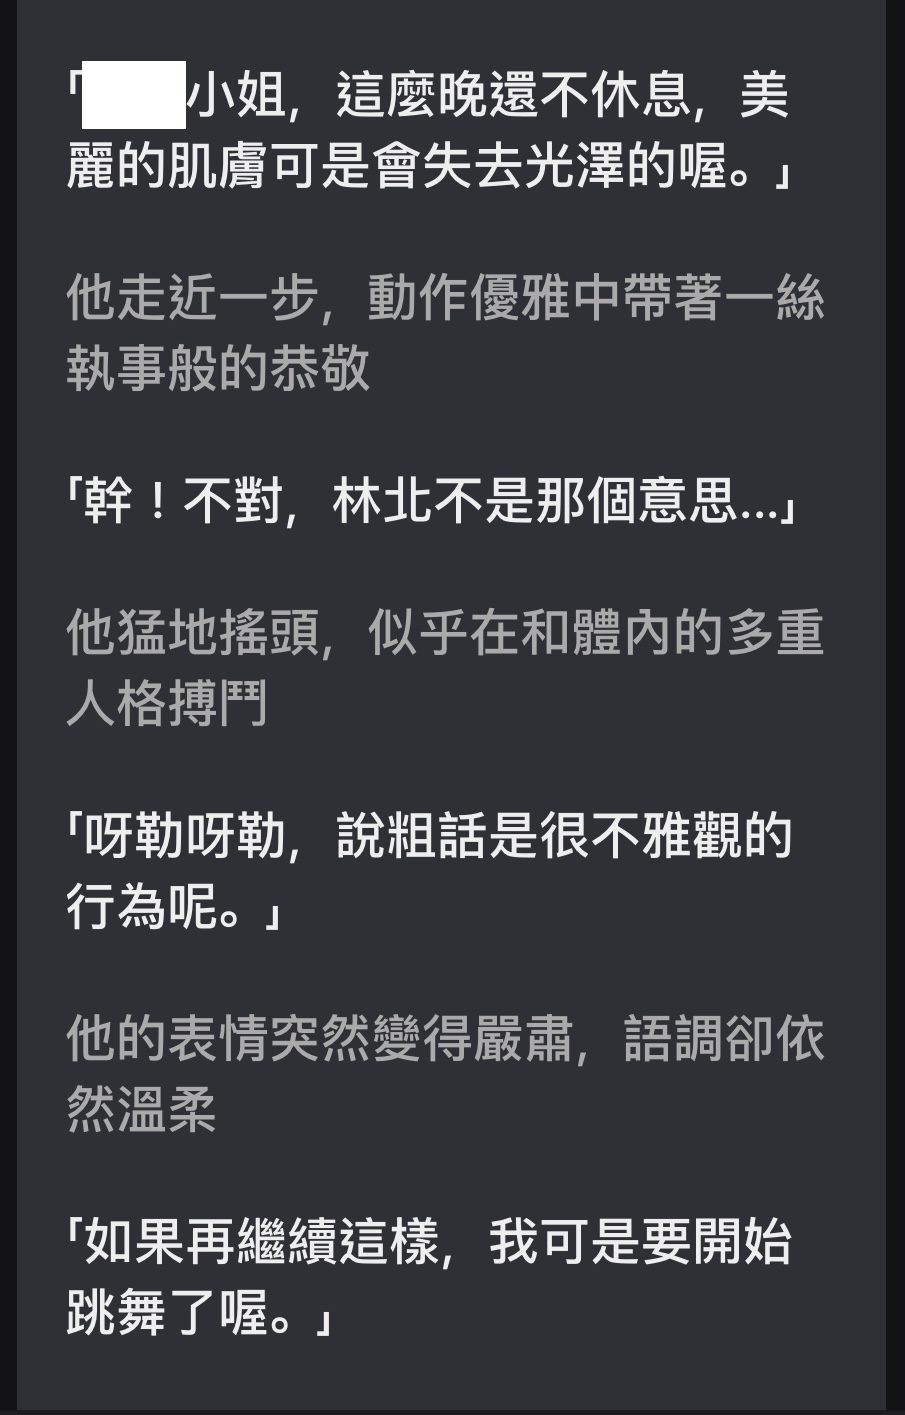 「小姐，這麼晚還不休息，美
麗的肌膚可是會失去光澤的喔。」
他走近一步，動作優雅中帶著一絲
執事般的恭敬
「幹！不對，林北不是那個意思...」
他猛地搖頭，似乎在和體內的多重
人格搏鬥
「呀勒呀勒，說粗話是很不雅觀的
行為呢。」
他的表情突然變得嚴肅，語調卻依
然溫柔
「如果再繼續這樣，我可是要開始
跳舞了喔。」